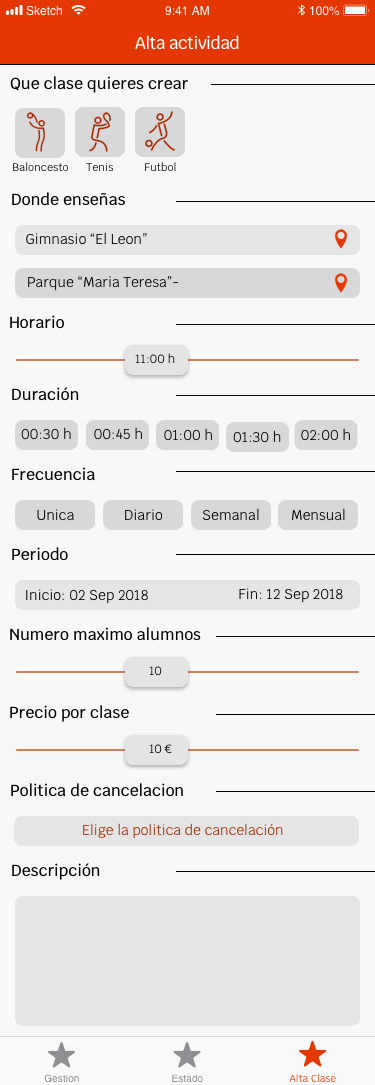 Sketch 9:41 AM 100%
Alta actividad
Que clase quieres crear
Baloncesto Tenis Futbol
Donde enseñas
Gimnasio “El Leon”
Parque “Maria Teresa”-
Horario
11:00 h
Duración
00:30 h 00:45 h 01:00 h 01:30 h 02:00 h
Frecuencia
Unica Diario Semanal Mensual
Periodo
Inicio: 02 Sep 2018 Fin: 12 Sep 2018
Numero maximo alumnos
10
Precio por clase
10 €
Politica de cancelacion
Elige la politica de cancelación
Descripción
Gestion Estado Alta Clase